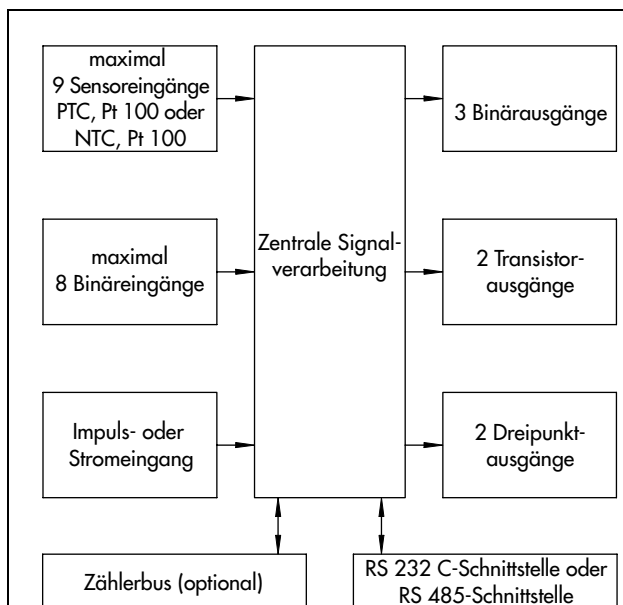 maximal
9 Sensoreingänge
PTC, Pt 100 oder
NTC, Pt 100
maximal
8 Binäreingänge
Impuls- oder
Stromeingang
Zentrale Signal-
verarbeitung
3 Binärausgänge
2 Transistor-
ausgänge
2 Dreipunkt-
ausgänge
Zählerbus (optional)
RS 232 C-Schnittstelle oder
RS 485-Schnittstelle